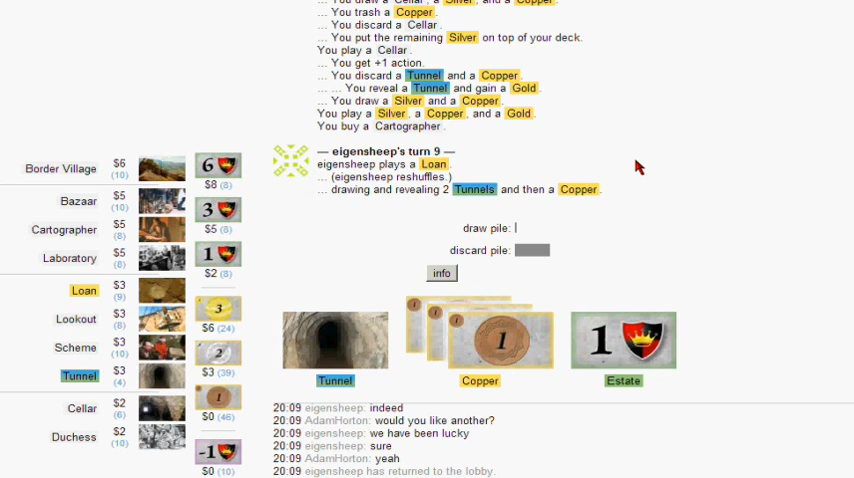 … You draw a Cellar, a Silver, and a Copper.
… You trash a Copper.
… You discard a Cellar.
… You put the remaining Silver on top of your deck.
You play a Cellar.
… You get +1 action.
… You discard a Tunnel and a Copper.
… … You reveal a Tunnel and gain a Gold.
… You draw a Silver and a Copper.
You play a Silver, a Copper, and a Gold.
You buy a Cartographer.
— eigensheep's turn 9 —
eigensheep plays a Loan.
… (eigensheep reshuffles.)
… drawing and revealing 2 Tunnels and then a Copper.
draw pile:
discard pile:
info
Border Village $6 (10)
Bazaar $5 (10)
Cartographer $5 (8)
Laboratory $5 (8)
Loan $3 (9)
Lookout $3 (8)
Scheme $3 (10)
Tunnel $3 (4)
Cellar $2 (6)
Duchess $2 (10)
6
$8 (8)
3
$5 (8)
1
$2 (8)
3
$6 (24)
2
$3 (39)
1
$0 (46)
-1
$0 (10)
1 1 1 1
Tunnel Copper Estate
20:09 eigensheep: indeed
20:09 AdamHorton: would you like another?
20:09 eigensheep: we have been lucky
20:09 eigensheep: sure
20:09 AdamHorton: yeah
20:09 eigensheep has returned to the lobby.